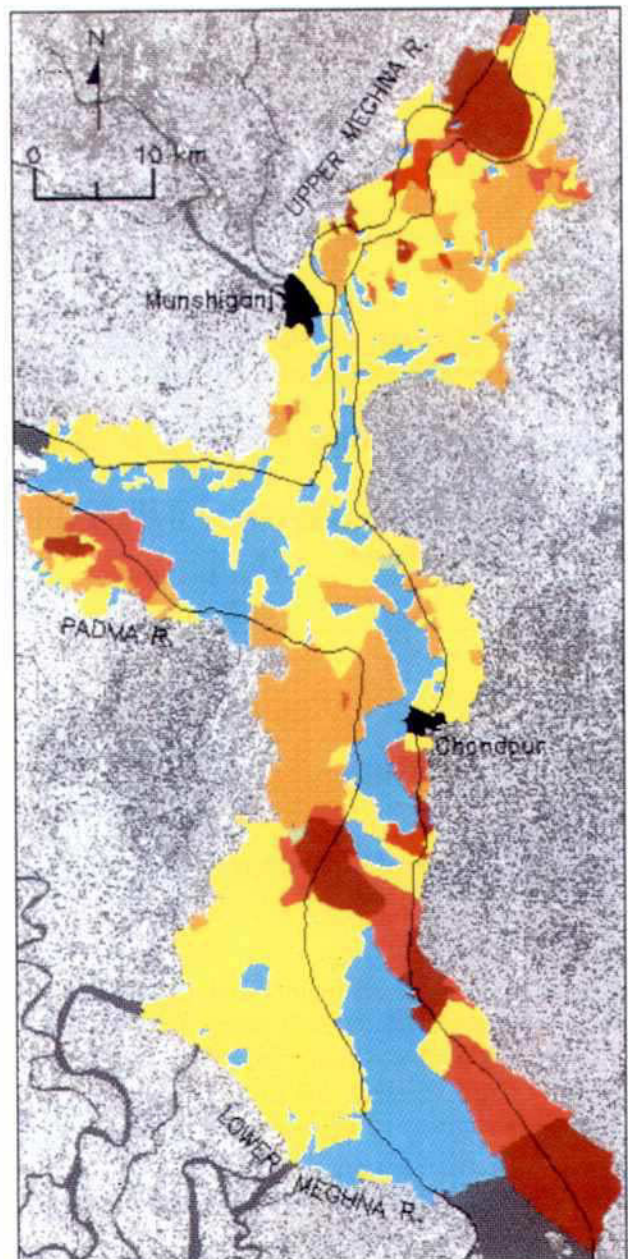 N
0 10 km
UPPER MEGHNA R.
Munshiganj
PADMA R.
Chandpur
LOWER MEGHNA R.